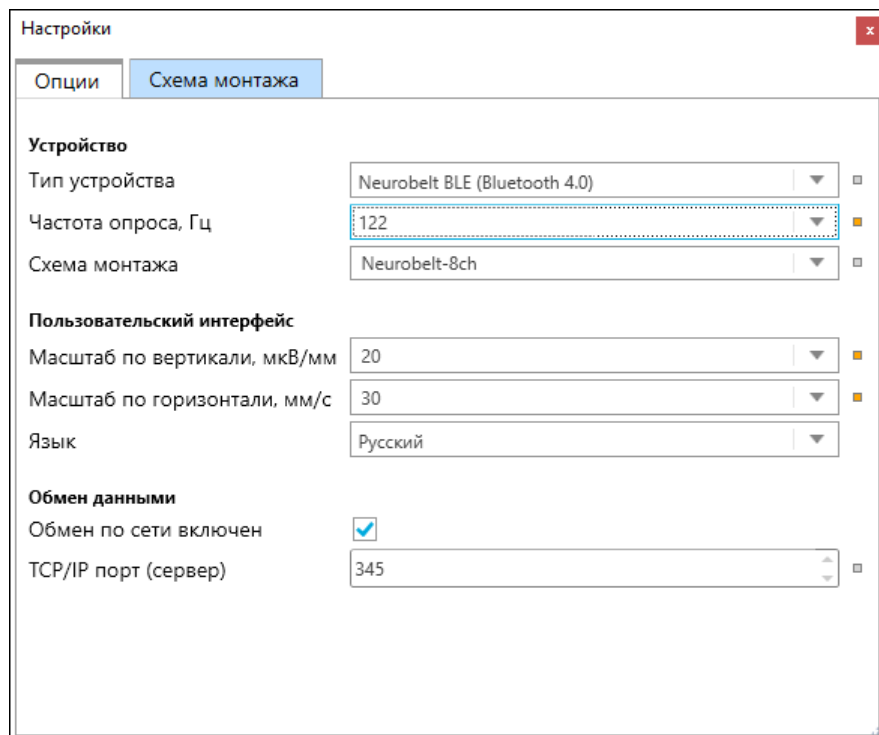 Настройки
x
Опции Схема монтажа
Устройство
Тип устройства Neurobelt BLE (Bluetooth 4.0)
Частота опроса, Гц 122
Схема монтажа Neurobelt-8ch
Пользовательский интерфейс
Масштаб по вертикали, мкВ/мм 20
Масштаб по горизонтали, мм/с 30
Язык Русский
Обмен данными
Обмен по сети включен
TCP/IP порт (сервер) 345